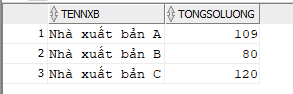 TENNXB TONGSOLUONG
1 Nhà xuất bản A 109
2 Nhà xuất bản B 80
3 Nhà xuất bản C 120